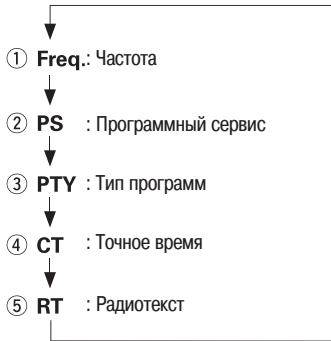 ① Freq.: Частота
② PS : Программный сервис
③ PTY : Тип программ
④ CT : Точное время
⑤ RT : Радиотекст